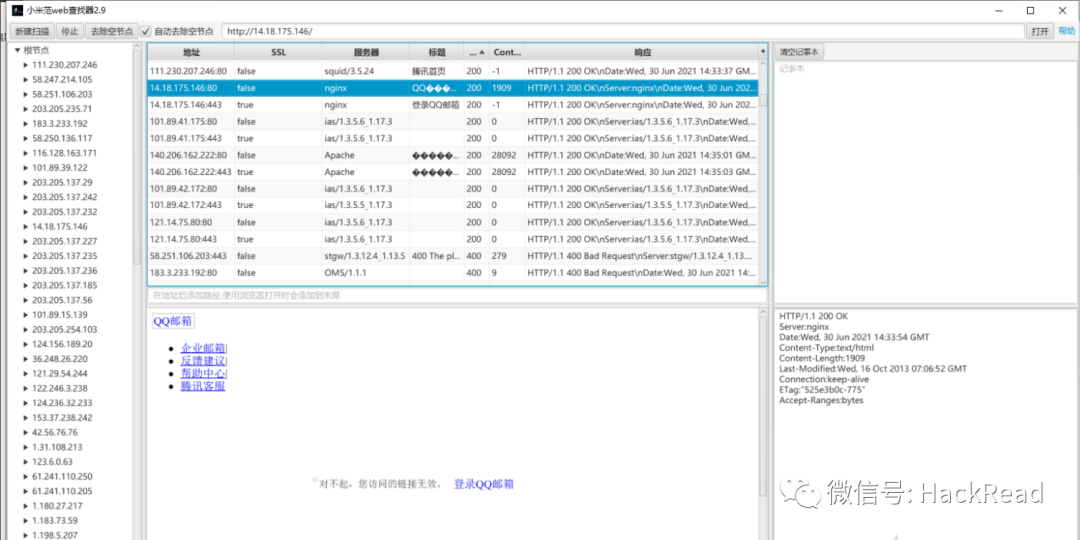 小米范web查找器2.9
新建扫描 停止 去除空节点 自动去除空节点 http://14.18.175.146/ 打开 帮助
根节点
111.230.207.246
58.247.214.105
58.251.106.203
203.205.235.71
183.3.233.192
58.250.136.117
116.128.163.171
101.89.39.122
203.205.137.29
203.205.137.242
203.205.137.232
14.18.175.146
203.205.137.227
203.205.137.235
203.205.137.236
203.205.137.185
203.205.137.56
101.89.15.139
203.205.254.103
124.156.189.20
36.248.26.220
121.29.54.244
122.246.3.238
124.236.32.233
153.37.238.242
42.56.76.76
1.31.108.213
123.6.0.63
61.241.110.250
61.241.110.205
1.180.27.217
1.183.73.59
1.198.5.207
地址 SSL 服务器 标题 ... Cont... 响应
111.230.207.246:80 false squid/3.5.24 腾讯首页 200 -1 HTTP/1.1 200 OK\nDate:Wed, 30 Jun 2021 14:33:37 GM...
14.18.175.146:80 false nginx QQ���... 200 1909 HTTP/1.1 200 OK\nServer:nginx\nDate:Wed, 30 Jun 202...
14.18.175.146:443 true nginx 登录QQ邮箱 200 -1 HTTP/1.1 200 OK\nServer:nginx\nDate:Wed, 30 Jun 202...
101.89.41.175:80 false ias/1.3.5.6_1.17.3 200 0 HTTP/1.1 200 OK\nServer:ias/1.3.5.6_1.17.3\nDate:Wed,...
101.89.41.175:443 true ias/1.3.5.6_1.17.3 200 0 HTTP/1.1 200 OK\nServer:ias/1.3.5.6_1.17.3\nDate:Wed,...
140.206.162.222:80 false Apache �����... 200 28092 HTTP/1.1 200 OK\nDate:Wed, 30 Jun 2021 14:35:01 GM...
140.206.162.222:443 true Apache �����... 200 28092 HTTP/1.1 200 OK\nDate:Wed, 30 Jun 2021 14:35:03 GM...
101.89.42.172:80 false ias/1.3.5.6_1.17.3 200 0 HTTP/1.1 200 OK\nServer:ias/1.3.5.6_1.17.3\nDate:Wed,...
101.89.42.172:443 true ias/1.3.5.5_1.17.3 200 0 HTTP/1.1 200 OK\nServer:ias/1.3.5.5_1.17.3\nDate:Wed,...
121.14.75.80:80 false ias/1.3.5.6_1.17.3 200 0 HTTP/1.1 200 OK\nServer:ias/1.3.5.6_1.17.3\nDate:Wed,...
121.14.75.80:443 true ias/1.3.5.6_1.17.3 200 0 HTTP/1.1 200 OK\nServer:ias/1.3.5.6_1.17.3\nDate:Wed,...
58.251.106.203:443 true stgw/1.3.12.4_1.13.5 400 The pl... 400 279 HTTP/1.1 400 Bad Request\nServer:stgw/1.3.12.4_1.13....
183.3.233.192:80 false OMS/1.1.1 400 9 HTTP/1.1 400 Bad Request\nDate:Wed, 30 Jun 2021 14:...
在地址后添加路径,使用浏览器打开时会添加到末尾
QQ邮箱
企业邮箱|
反馈建议|
帮助中心|
腾讯客服
对不起，您访问的链接无效。 登录QQ邮箱
清空记事本
记事本
HTTP/1.1 200 OK
Server:nginx
Date:Wed, 30 Jun 2021 14:33:54 GMT
Content-Type:text/html
Content-Length:1909
Last-Modified:Wed, 16 Oct 2013 07:06:52 GMT
Connection:keep-alive
ETag:"525e3b0c-775"
Accept-Ranges:bytes
微信号: HackRead